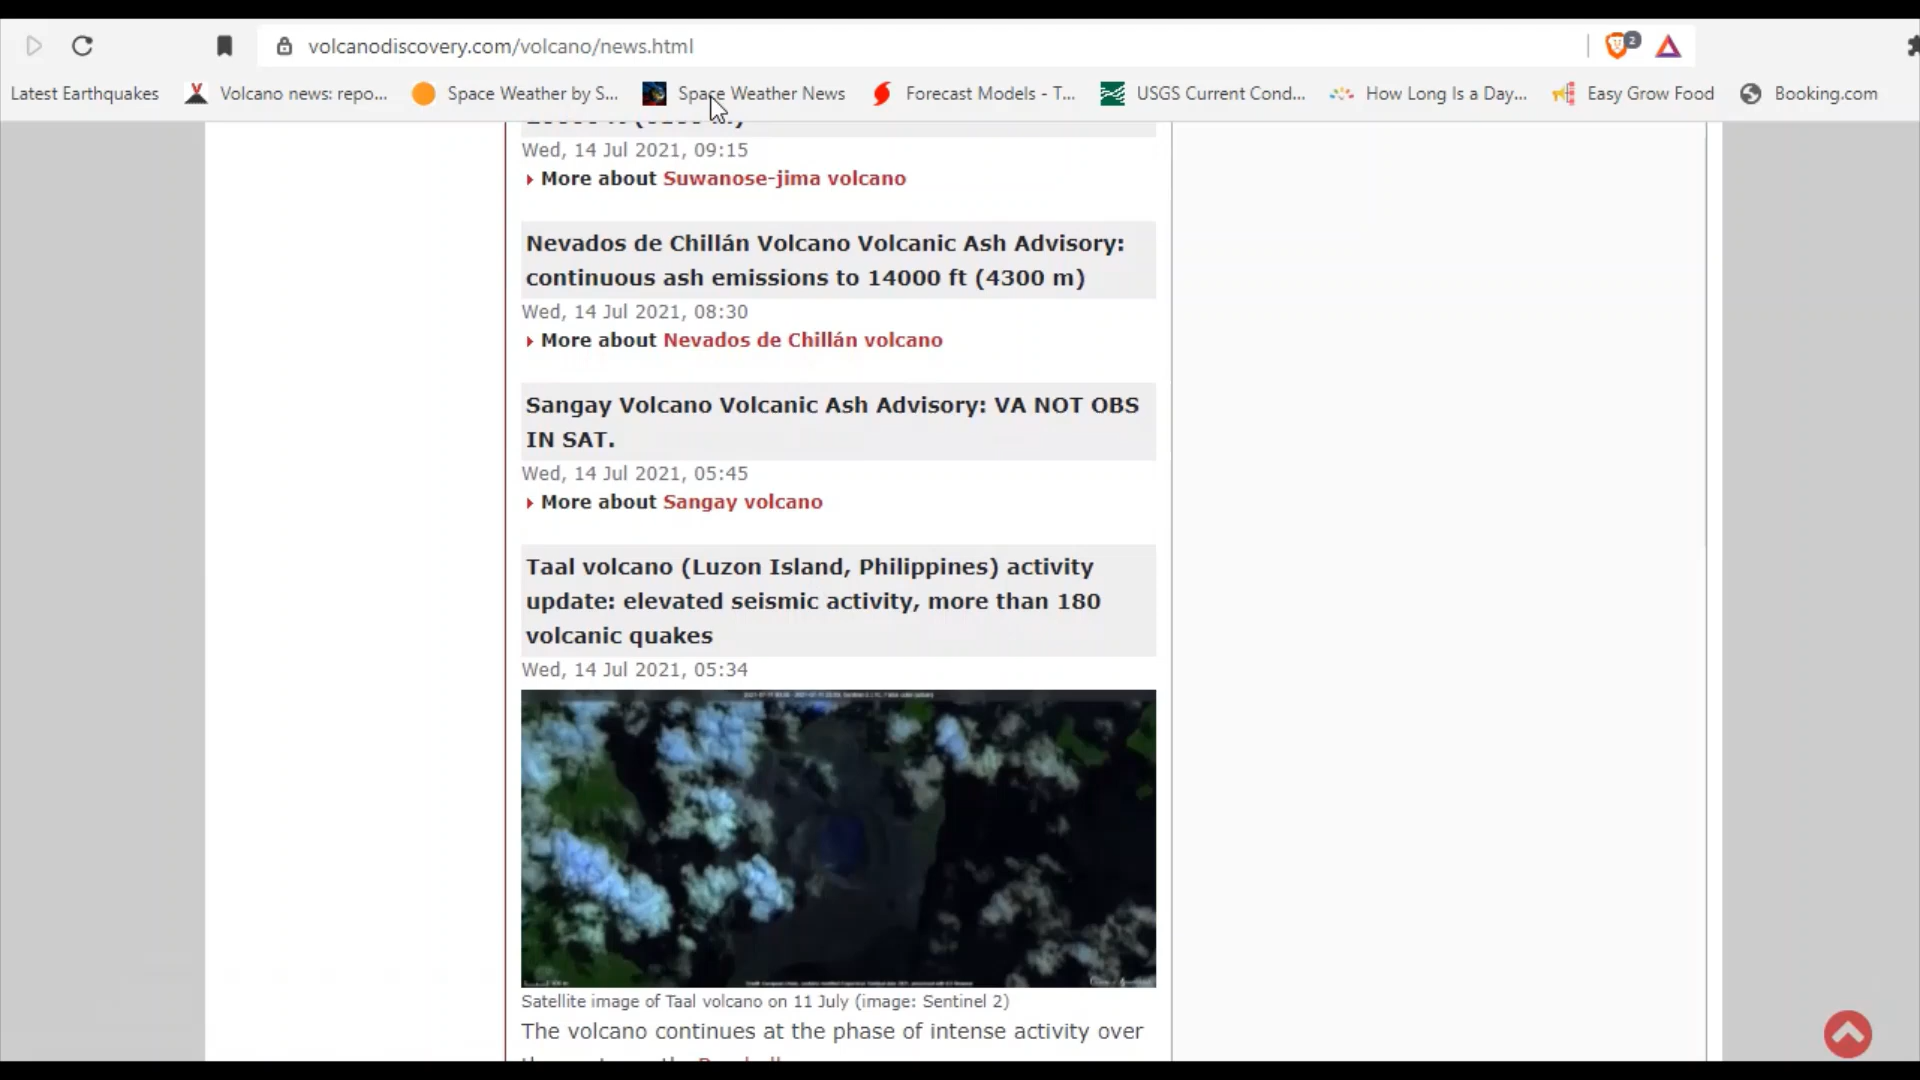 volcanodiscovery.com/volcano/news.html
2
Latest Earthquakes
Volcano news: repo...
Space Weather by S...
Space Weather News
Forecast Models - T...
USGS Current Cond...
How Long Is a Day...
Easy Grow Food
Booking.com
Wed, 14 Jul 2021, 09:15
More about Suwanose-jima volcano
Nevados de Chillán Volcano Volcanic Ash Advisory:
continuous ash emissions to 14000 ft (4300 m)
Wed, 14 Jul 2021, 08:30
More about Nevados de Chillán volcano
Sangay Volcano Volcanic Ash Advisory: VA NOT OBS
IN SAT.
Wed, 14 Jul 2021, 05:45
More about Sangay volcano
Taal volcano (Luzon Island, Philippines) activity
update: elevated seismic activity, more than 180
volcanic quakes
Wed, 14 Jul 2021, 05:34
Satellite image of Taal volcano on 11 July (image: Sentinel 2)
The volcano continues at the phase of intense activity over